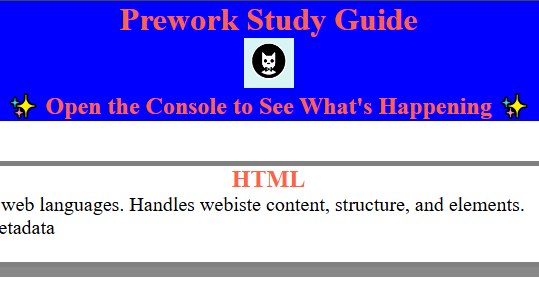 Prework Study Guide
✨ Open the Console to See What's Happening ✨
HTML
web languages. Handles webiste content, structure, and elements.
etadata